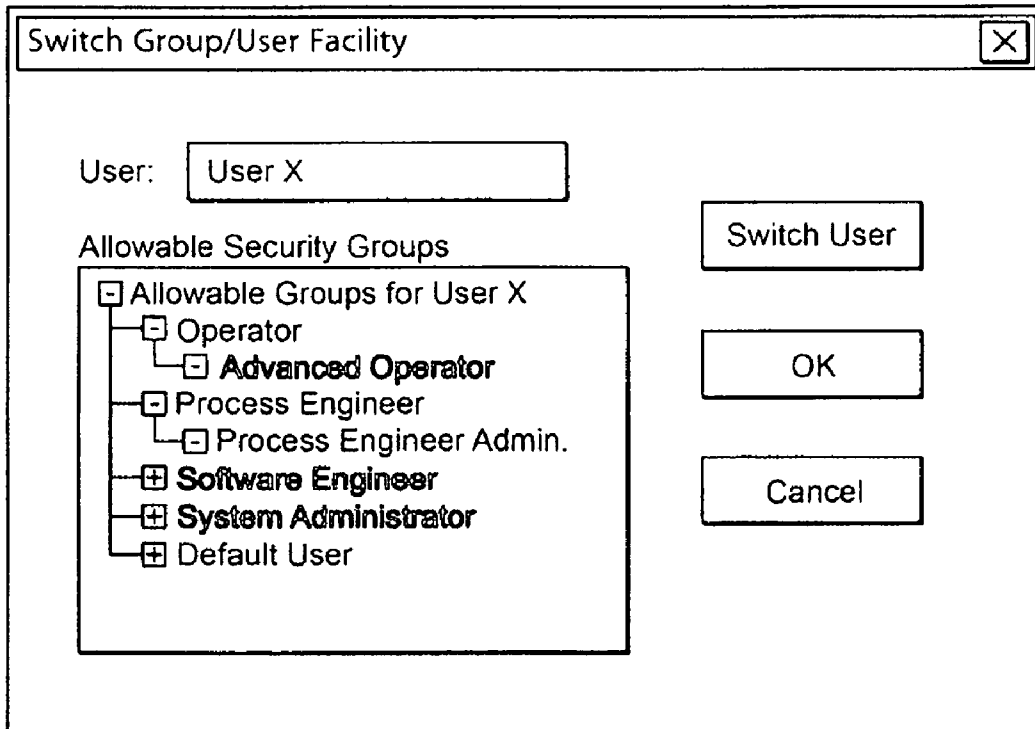 Switch Group/User Facility
User: User X
Allowable Security Groups
Switch User
Allowable Groups for User X
Operator
Advanced Operator
OK
Process Engineer
Process Engineer Admin.
Software Engineer
Cancel
System Administrator
Default User